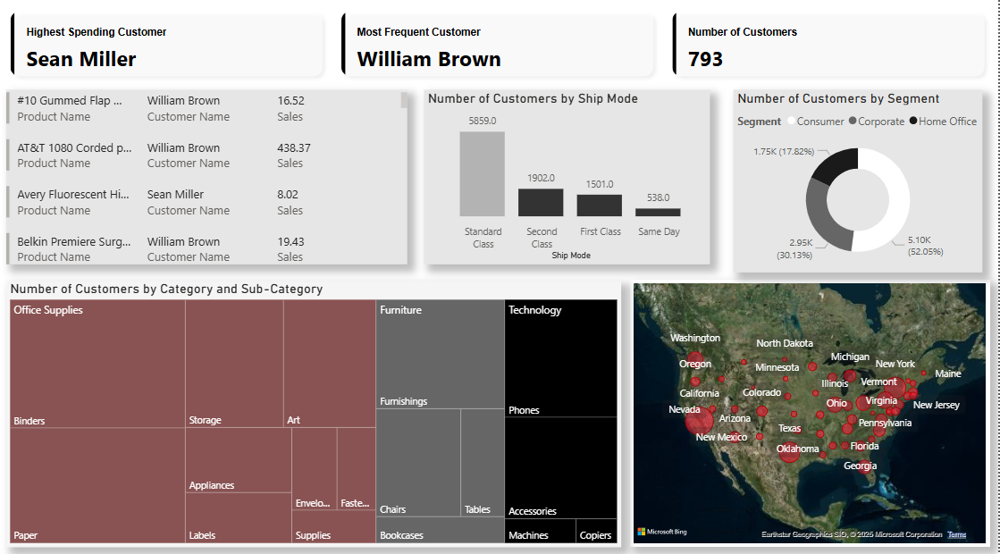 Highest Spending Customer
Sean Miller
Most Frequent Customer
William Brown
Number of Customers
793
#10 Gummed Flap ... William Brown 16.52
Product Name Customer Name Sales
AT&T 1080 Corded p... William Brown 438.37
Product Name Customer Name Sales
Avery Fluorescent Hi... Sean Miller 8.02
Product Name Customer Name Sales
Belkin Premiere Surg... William Brown 19.43
Product Name Customer Name Sales
Number of Customers by Ship Mode
5859.0
1902.0
1501.0
538.0
Standard Class
Second Class
First Class
Same Day
Ship Mode
Number of Customers by Segment
Segment Consumer Corporate Home Office
1.75K (17.82%)
2.95K
(30.13%)
5.10K
(52.05%)
Number of Customers by Category and Sub-Category
Office Supplies
Binders
Storage
Art
Paper
Appliances
Labels
Envelo...
Faste...
Supplies
Furniture
Furnishings
Chairs
Tables
Bookcases
Technology
Phones
Accessories
Machines
Copiers
Washington
North Dakota
Oregon
Minnesota
Michigan
New York
Maine
California
Colorado
Illinois
Vermont
Nevada
Arizona
Ohio
Virginia
New Jersey
New Mexico
Texas
Pennsylvania
Oklahoma
Florida
Georgia
Microsoft Bing
Earthstar Geographics SIO, © 2025 Microsoft Corporation Terms